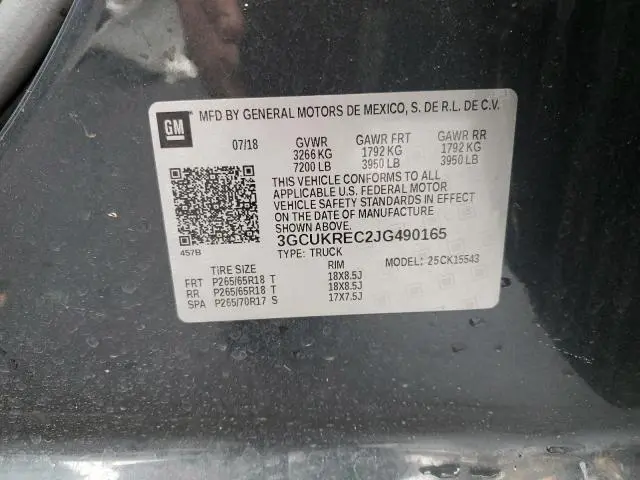 GM
MFD BY GENERAL MOTORS DE MEXICO, S. DE R.L. DE C.V.
07/18 GVWR GAWR FRT GAWR RR
3266 KG 1792 KG 1792 KG
7200 LB 3950 LB 3950 LB
THIS VEHICLE CONFORMS TO ALL
APPLICABLE U.S. FEDERAL MOTOR
VEHICLE SAFETY STANDARDS IN EFFECT
ON THE DATE OF MANUFACTURE
SHOWN ABOVE.
457B
3GCUKREC2JG490165
TYPE: TRUCK MODEL: 25CK15543
TIRE SIZE RIM
FRT P265/65R18 T 18X8.5J
RR P265/65R18 T 18X8.5J
SPA P265/70R17 S 17X7.5J